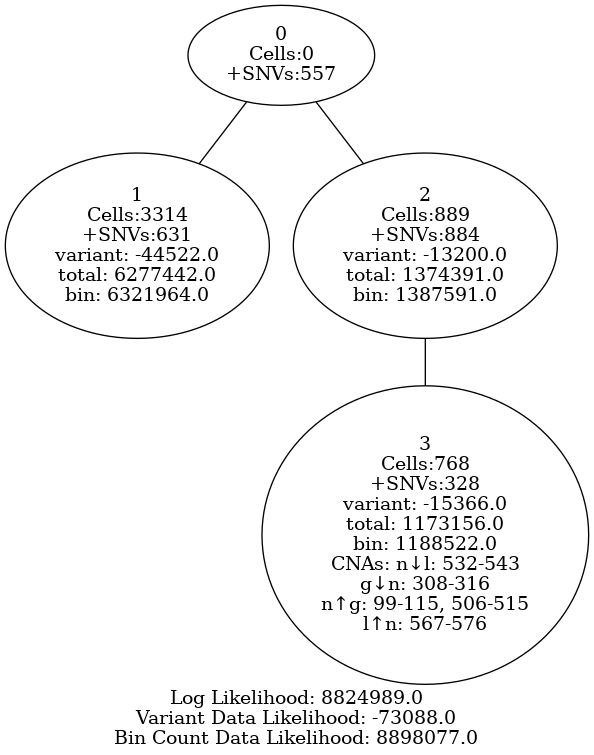 0
Cells:0
+SNVs:557
1
Cells:3314
+SNVs:631
variant: -44522.0
total: 6277442.0
bin: 6321964.0
2
Cells:889
+SNVs:884
variant: -13200.0
total: 1374391.0
bin: 1387591.0
3
Cells:768
+SNVs:328
variant: -15366.0
total: 1173156.0
bin: 1188522.0
CNAs: n↓l: 532-543
g↓n: 308-316
n↑g: 99-115, 506-515
l↑n: 567-576
Log Likelihood: 8824989.0
Variant Data Likelihood: -73088.0
Bin Count Data Likelihood: 8898077.0